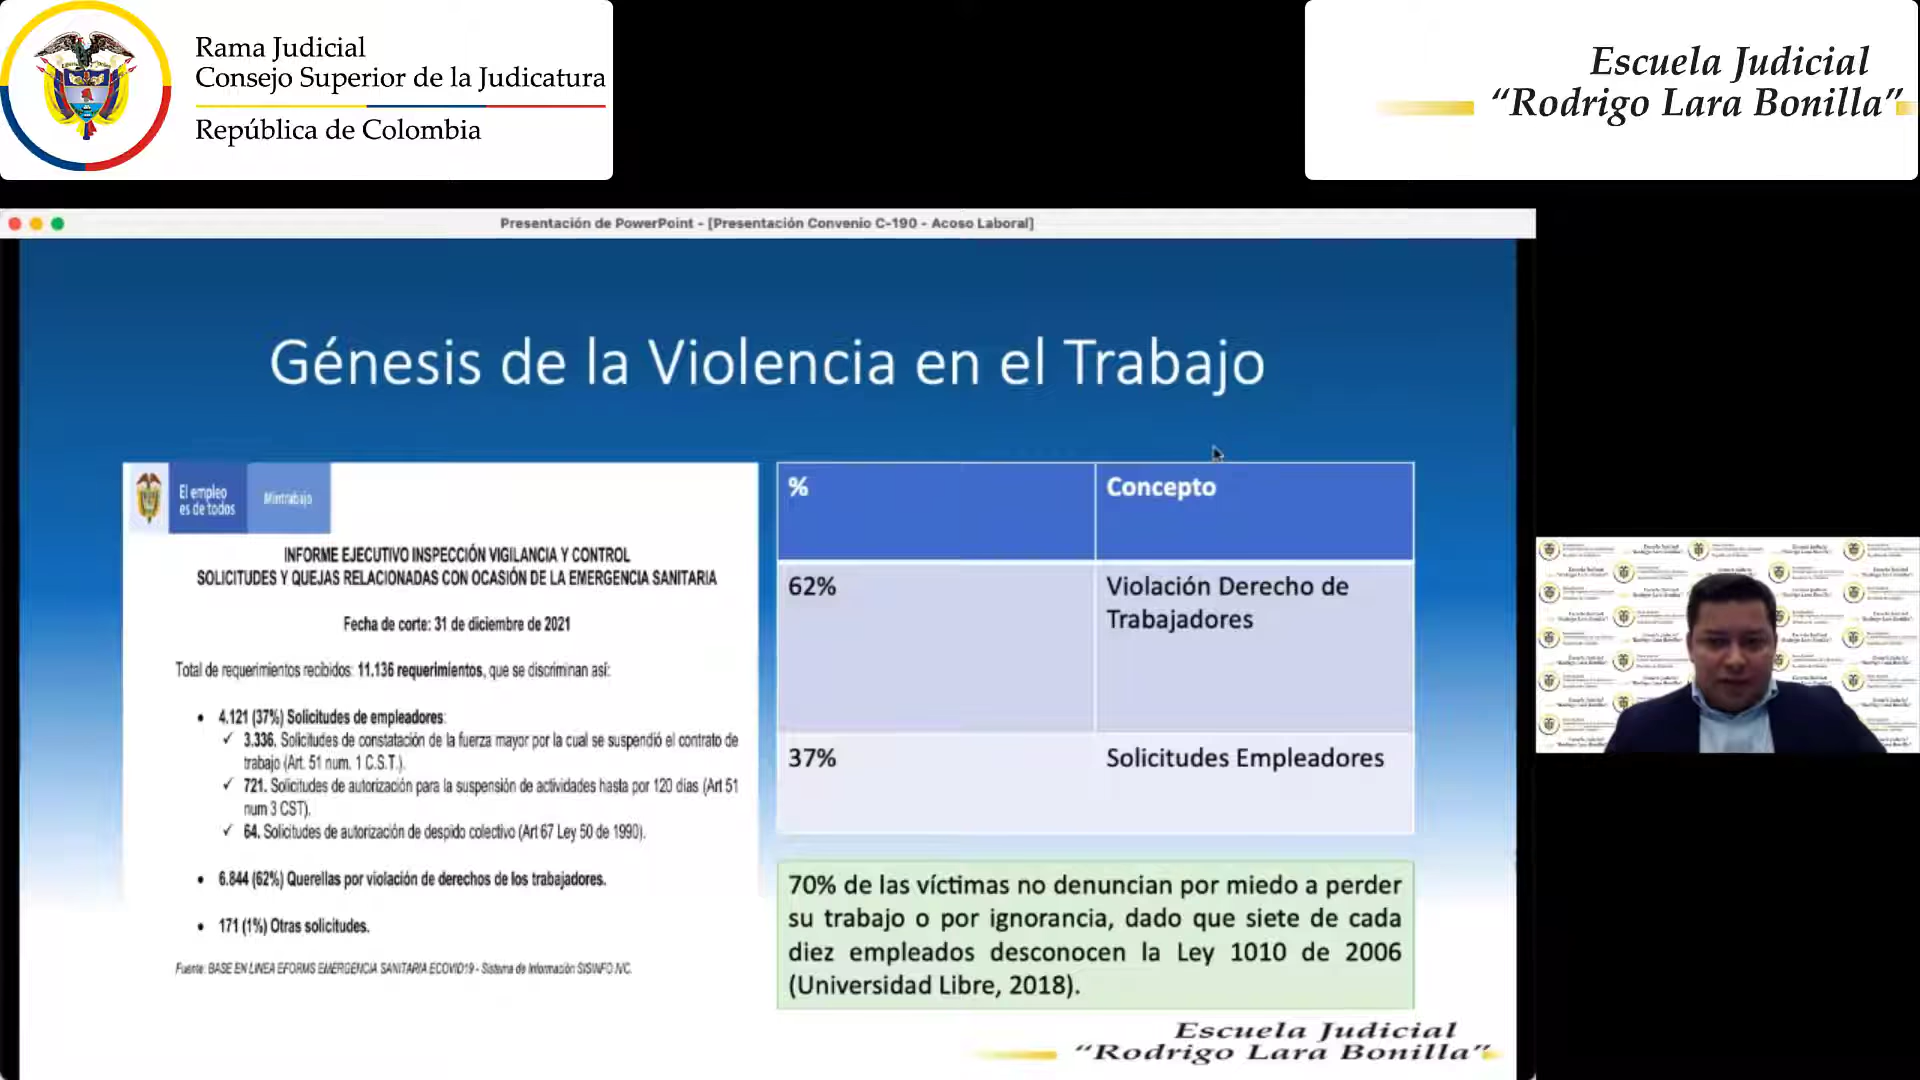 Rama Judicial
Consejo Superior de la Judicatura
República de Colombia
Escuela Judicial
“Rodrigo Lara Bonilla”
Presentación de PowerPoint - [Presentación Convenio C-190 - Acoso Laboral]
Génesis de la Violencia en el Trabajo
El empleo
es de todos
Mintrabajo
INFORME EJECUTIVO INSPECCIÓN VIGILANCIA Y CONTROL
SOLICITUDES Y QUEJAS RELACIONADAS CON OCASIÓN DE LA EMERGENCIA SANITARIA
Fecha de corte: 31 de diciembre de 2021
Total de requerimientos recibidos: 11.136 requerimientos, que se discriminan así:
• 4.121 (37%) Solicitudes de empleadores:
✓ 3.336. Solicitudes de constatación de la fuerza mayor por la cual se suspendió el contrato de
trabajo (Art. 51 num. 1 C.S.T.).
✓ 721. Solicitudes de autorización para la suspensión de actividades hasta por 120 días (Art 51
num 3 CST).
✓ 64. Solicitudes de autorización de despido colectivo (Art 67 Ley 50 de 1990).
• 6.844 (62%) Querellas por violación de derechos de los trabajadores.
• 171 (1%) Otras solicitudes.
Fuente: BASE EN LINEA EFORMS EMERGENCIA SANITARIA ECOVID19 - Sistema de Información SISINFO IVC.
% Concepto
62% Violación Derecho de
Trabajadores
37% Solicitudes Empleadores
70% de las víctimas no denuncian por miedo a perder
su trabajo o por ignorancia, dado que siete de cada
diez empleados desconocen la Ley 1010 de 2006
(Universidad Libre, 2018).
Escuela Judicial
“Rodrigo Lara Bonilla”